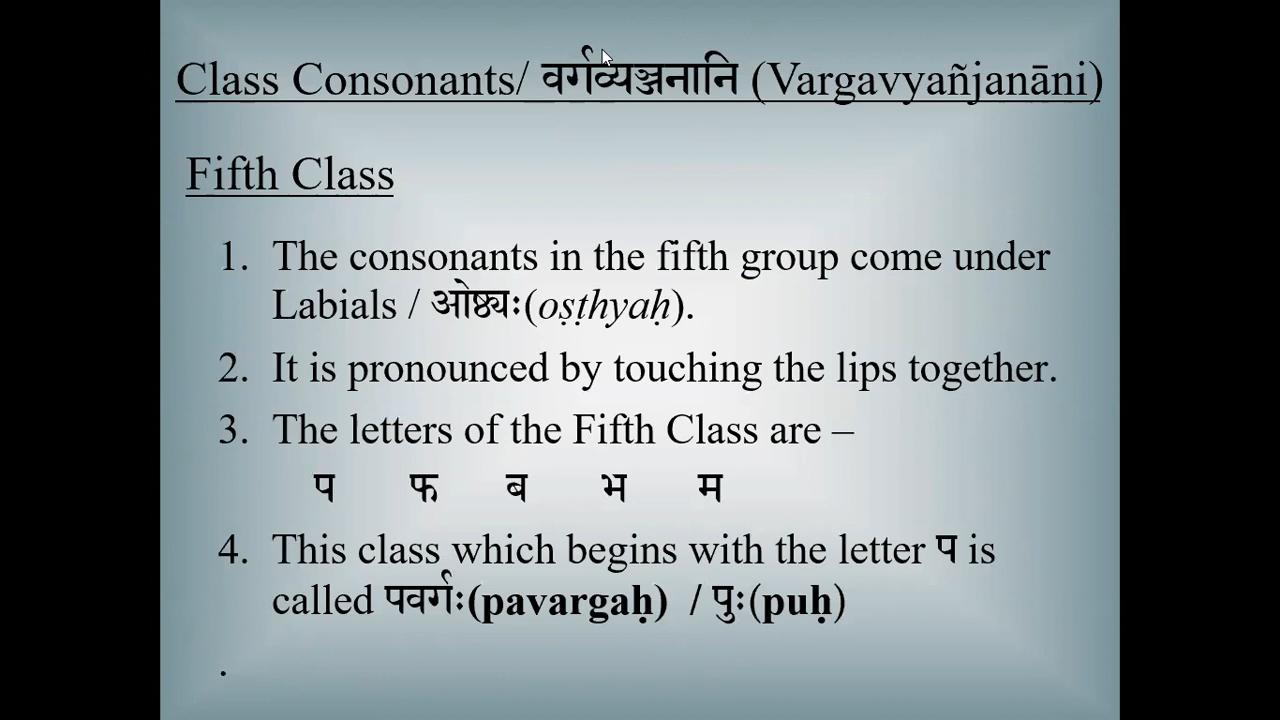 Class Consonants/ वर्गव्यञ्जनानि (Vargavyañjanāni)
Fifth Class
1. The consonants in the fifth group come under
Labials / ओष्ठ्यः(oṣṭhyaḥ).
2. It is pronounced by touching the lips together.
3. The letters of the Fifth Class are –
प फ ब भ म
4. This class which begins with the letter प is
called पवर्गः(pavargaḥ) / पुः(puḥ)
.